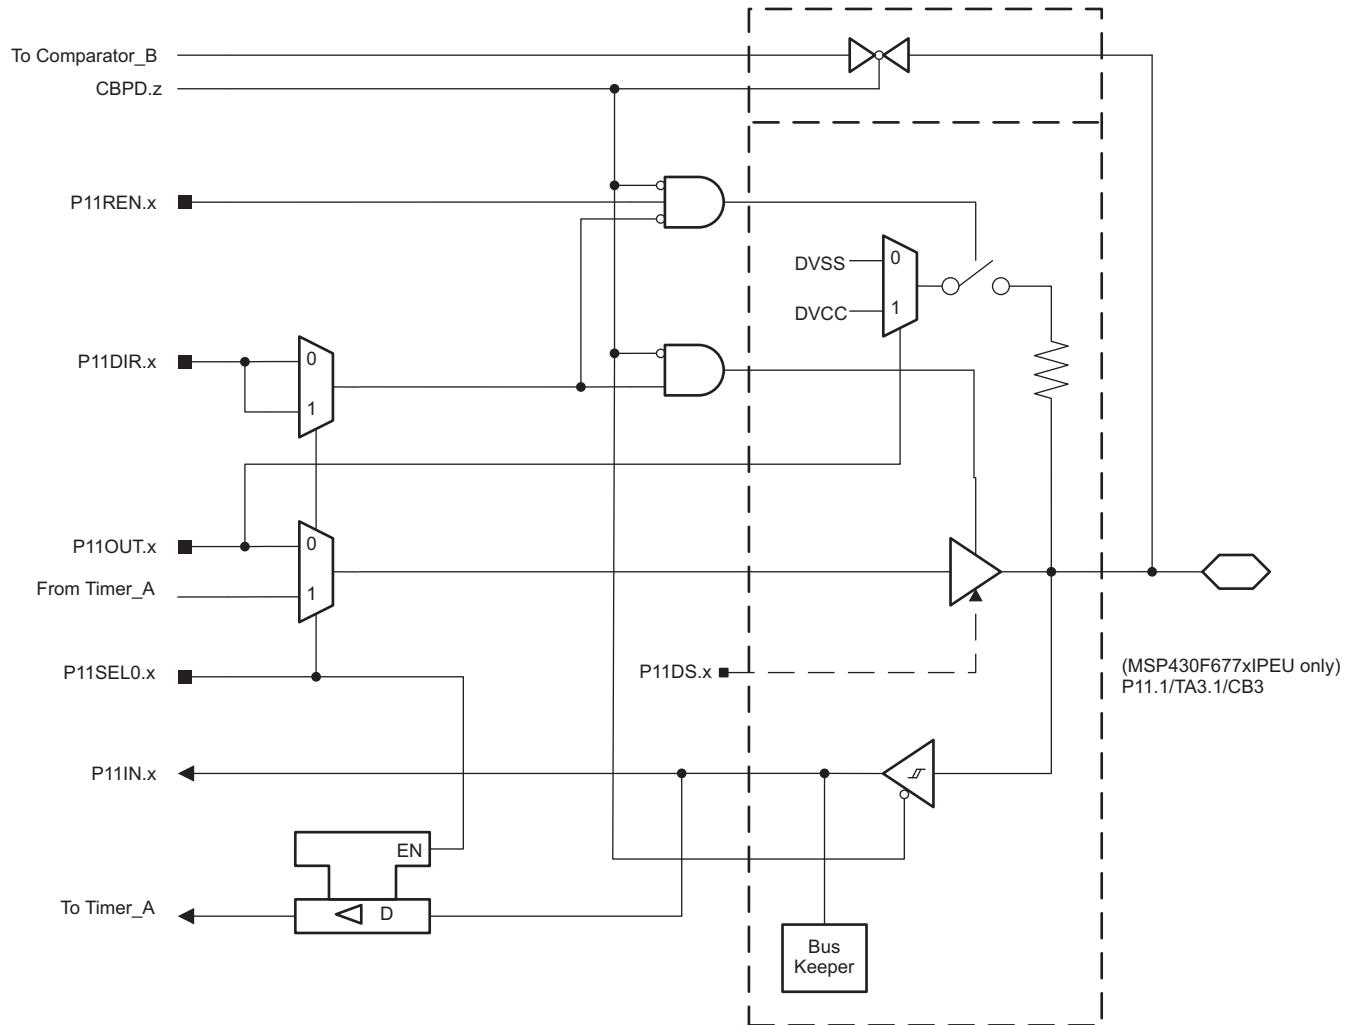 To Comparator_B
CBPD.z
P11REN.x
DVSS
0
DVCC
1
P11DIR.x
0
1
P11OUT.x
0
From Timer_A
1
P11SEL0.x
P11DS.x
(MSP430F677xIPEU only)
P11.1/TA3.1/CB3
P11IN.x
EN
To Timer_A
D
Bus
Keeper